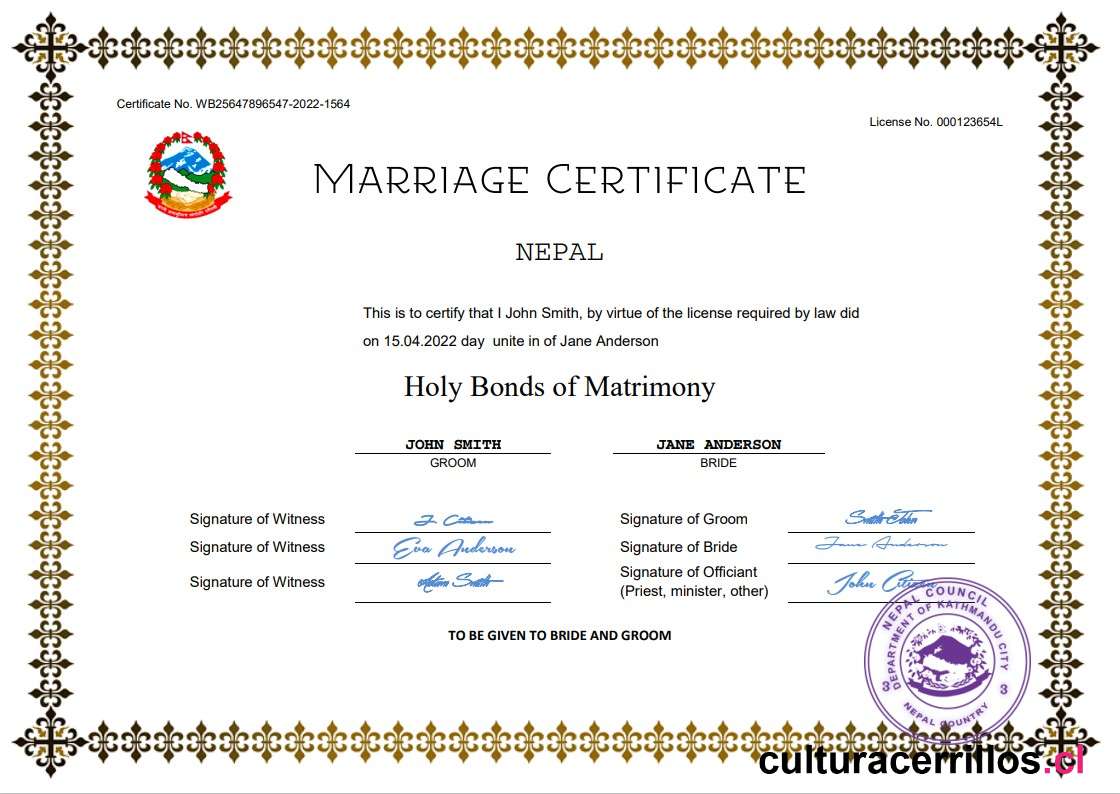 Certificate No. WB25647896547-2022-1564
License No. 000123654L
MARRIAGE CERTIFICATE
NEPAL
This is to certify that I John Smith, by virtue of the license required by law did
on 15.04.2022 day unite in of Jane Anderson
Holy Bonds of Matrimony
JOHN SMITH
GROOM
JANE ANDERSON
BRIDE
Signature of Witness
Signature of Witness Eva Anderson
Signature of Witness
Signature of Groom Smith John
Signature of Bride Jane Anderson
Signature of Officiant
(Priest, minister, other) John Citizen
TO BE GIVEN TO BRIDE AND GROOM
NEPAL COUNCIL
DEPARTMENT OF KATHMANDU CITY
3 3
NEPAL COUNTRY
culturacerrillos.cl